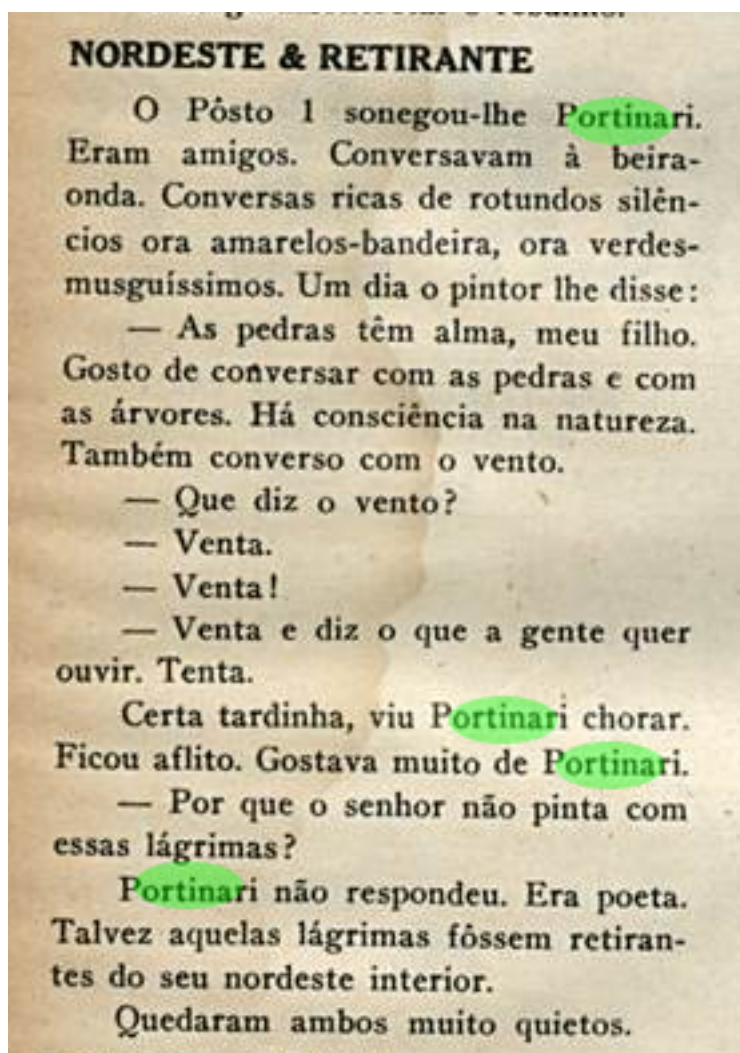 NORDESTE & RETIRANTE
O Pôsto 1 sonegou-lhe Portinari.
Eram amigos. Conversavam à beira-
onda. Conversas ricas de rotundos silên-
cios ora amarelos-bandeira, ora verdes-
musguíssimos. Um dia o pintor lhe disse:
— As pedras têm alma, meu filho.
Gosto de conversar com as pedras e com
as árvores. Há consciência na natureza.
Também converso com o vento.
— Que diz o vento?
— Venta.
— Venta!
— Venta e diz o que a gente quer
ouvir. Tenta.
Certa tardinha, viu Portinari chorar.
Ficou aflito. Gostava muito de Portinari.
— Por que o senhor não pinta com
essas lágrimas?
Portinari não respondeu. Era poeta.
Talvez aquelas lágrimas fôssem retiran-
tes do seu nordeste interior.
Quedaram ambos muito quietos.